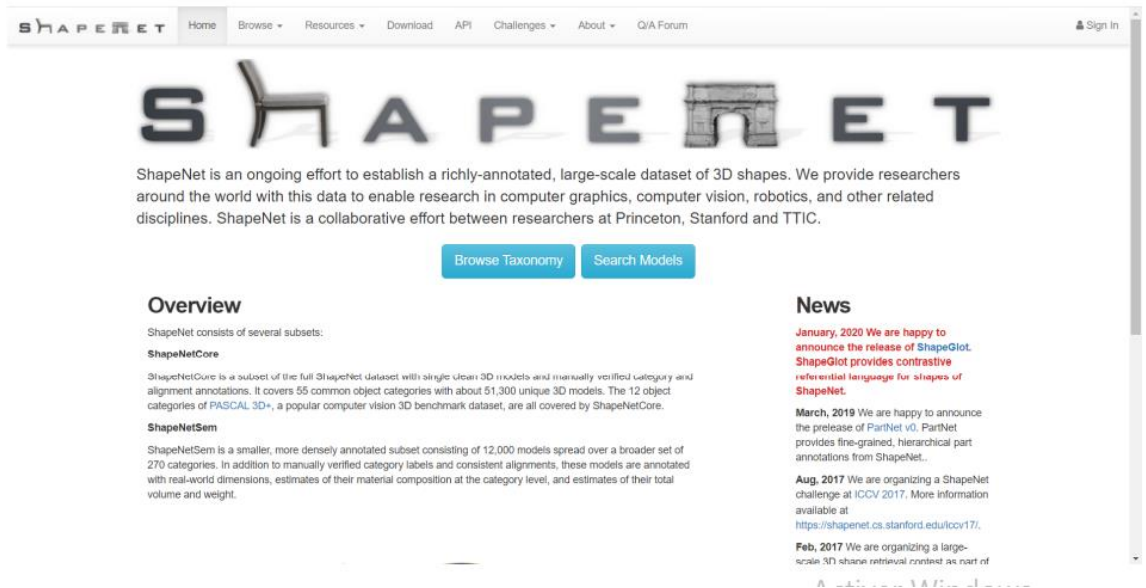 SHAPENET Home Browse Resources Download API Challenges About Q/A Forum Sign In
SHAPENET
ShapeNet is an ongoing effort to establish a richly-annotated, large-scale dataset of 3D shapes. We provide researchers
around the world with this data to enable research in computer graphics, computer vision, robotics, and other related
disciplines. ShapeNet is a collaborative effort between researchers at Princeton, Stanford and TTIC.
Browse Taxonomy Search Models
Overview
ShapeNet consists of several subsets:
ShapeNetCore
ShapeNetCore is a subset of the full ShapeNet dataset with single clean 3D models and manually verified category and
alignment annotations. It covers 55 common object categories with about 51,300 unique 3D models. The 12 object
categories of PASCAL 3D+, a popular computer vision 3D benchmark dataset, are all covered by ShapeNetCore.
ShapeNetSem
ShapeNetSem is a smaller, more densely annotated subset consisting of 12,000 models spread over a broader set of
270 categories. In addition to manually verified category labels and consistent alignments, these models are annotated
with real-world dimensions, estimates of their material composition at the category level, and estimates of their total
volume and weight.
News
January, 2020 We are happy to
announce the release of ShapeGlot.
ShapeGlot provides contrastive
referential language for shapes of
ShapeNet.
March, 2019 We are happy to announce
the prelease of PartNet v0. PartNet
provides fine-grained, hierarchical part
annotations from ShapeNet..
Aug, 2017 We are organizing a ShapeNet
challenge at ICCV 2017. More information
available at
https://shapenet.cs.stanford.edu/iccv17/.
Feb, 2017 We are organizing a large-
scale 3D shape retrieval contest as part of
Activer Windows